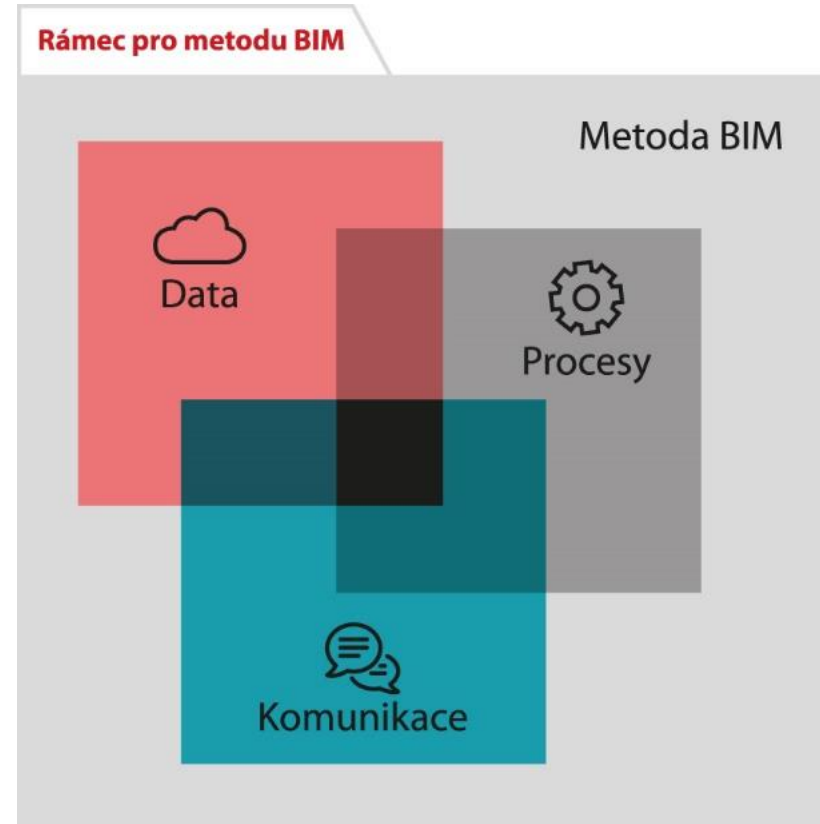 Rámec pro metodu BIM
Metoda BIM
Data
Procesy
Komunikace